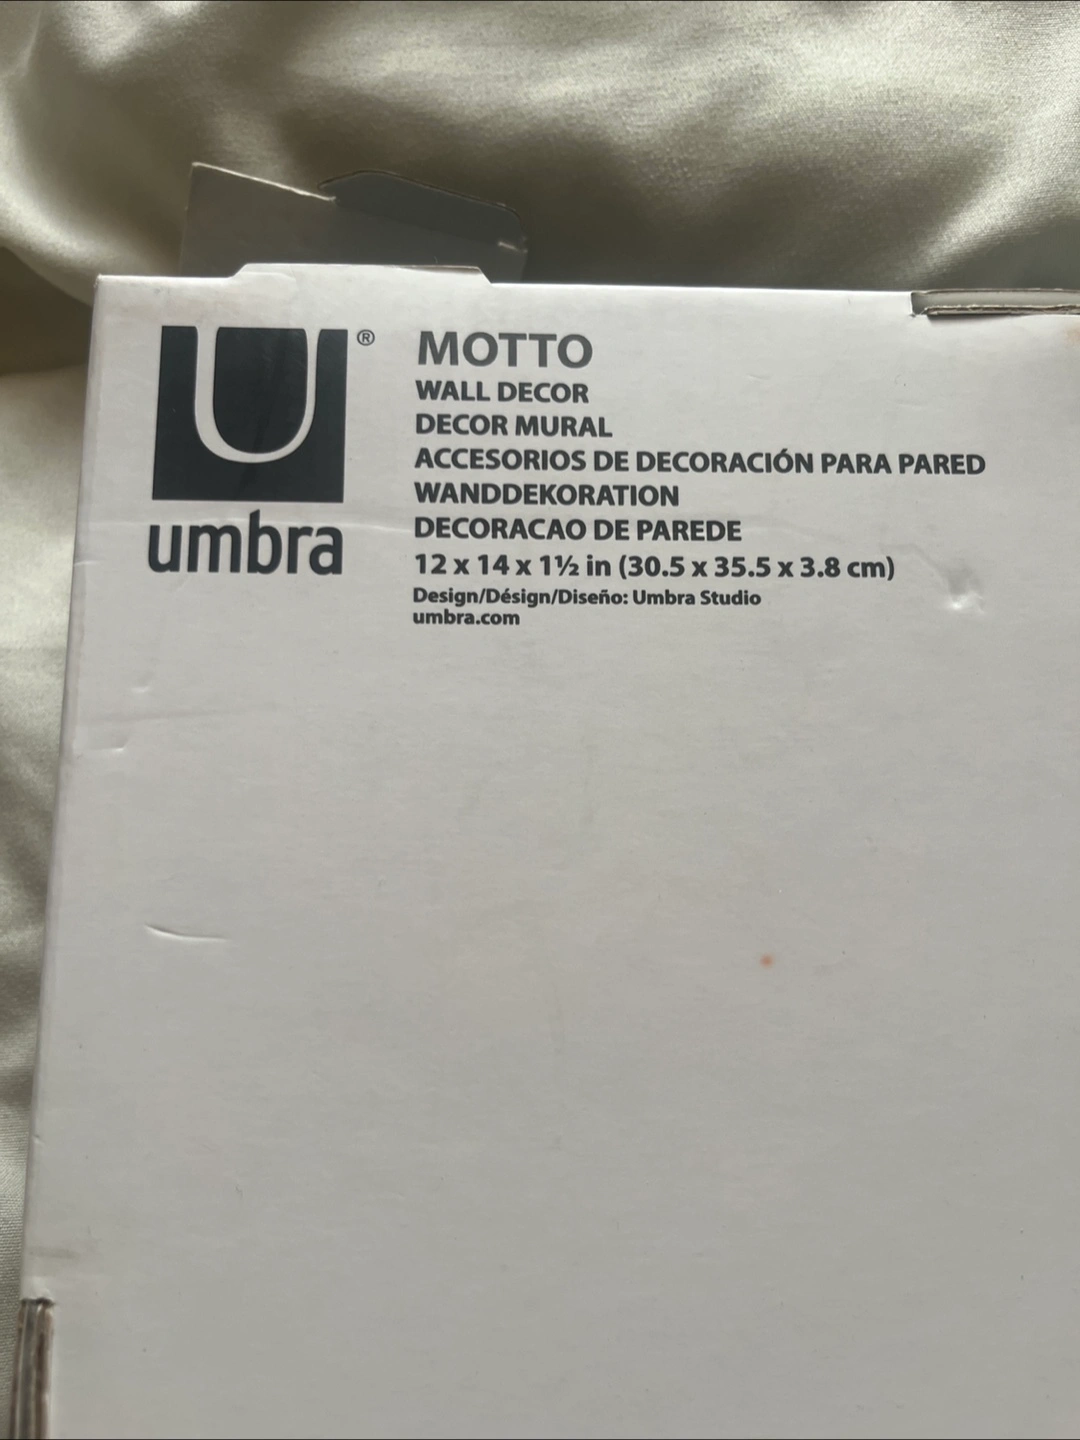 U®
umbra
MOTTO
WALL DECOR
DECOR MURAL
ACCESORIOS DE DECORACIÓN PARA PARED
WANDDEKORATION
DECORACAO DE PAREDE
12 x 14 x 1½ in (30.5 x 35.5 x 3.8 cm)
Design/Désign/Diseño: Umbra Studio
umbra.com